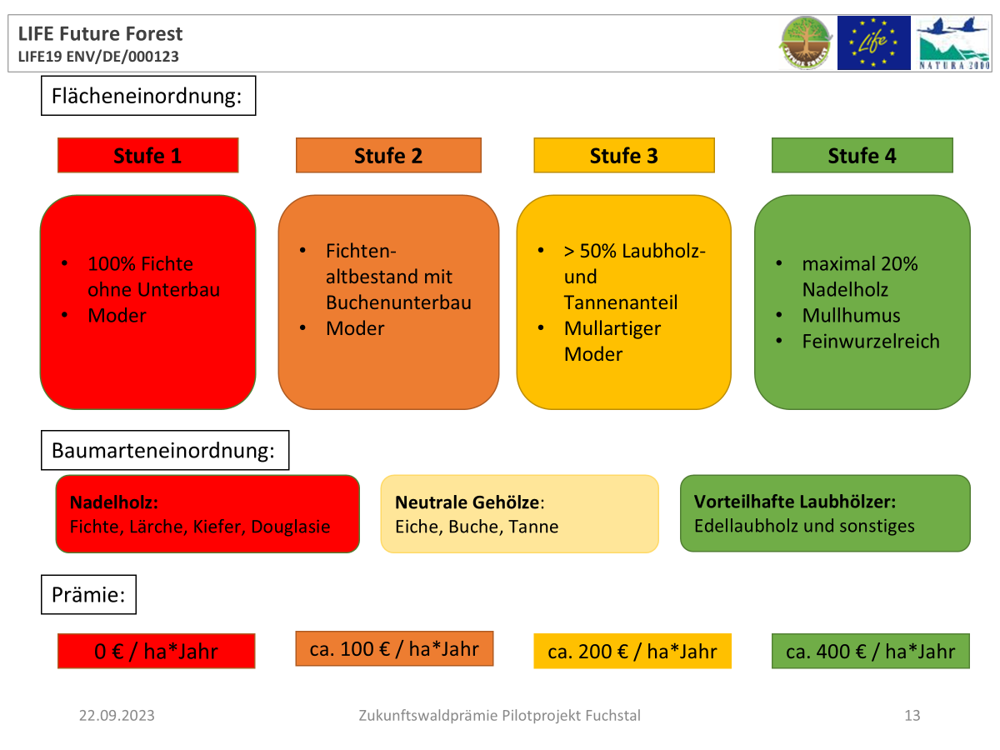 LIFE Future Forest
LIFE19 ENV/DE/000123
FUTURE FOREST
Life
NATURA 2000
Flächeneinordnung:
Stufe 1
Stufe 2
Stufe 3
Stufe 4
• 100% Fichte
ohne Unterbau
• Moder
• Fichten-
altbestand mit
Buchenunterbau
• Moder
• > 50% Laubholz-
und
Tannenanteil
• Mullartiger
Moder
• maximal 20%
Nadelholz
• Mullhumus
• Feinwurzelreich
Baumarteneinordnung:
Nadelholz:
Fichte, Lärche, Kiefer, Douglasie
Neutrale Gehölze:
Eiche, Buche, Tanne
Vorteilhafte Laubhölzer:
Edellaubholz und sonstiges
Prämie:
0 € / ha*Jahr
ca. 100 € / ha*Jahr
ca. 200 € / ha*Jahr
ca. 400 € / ha*Jahr
22.09.2023
Zukunftswaldprämie Pilotprojekt Fuchstal
13